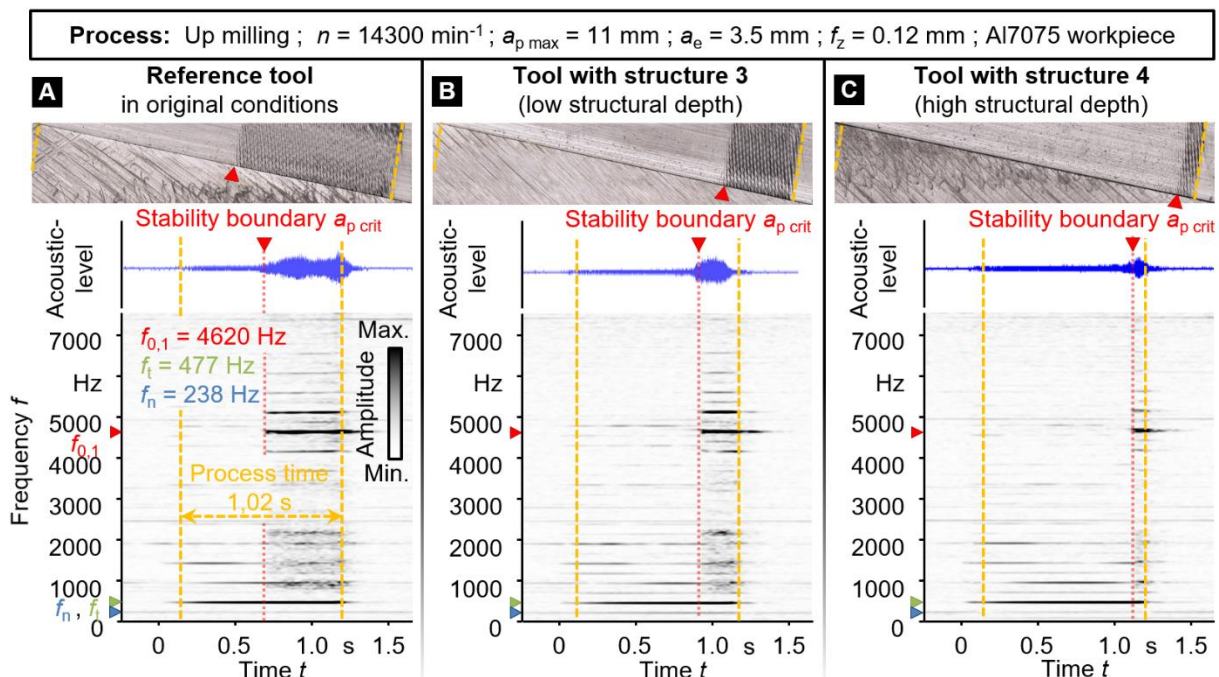 Process: Up milling ; n = 14300 min-1 ; ap max = 11 mm ; ae = 3.5 mm ; fz = 0.12 mm ; Al7075 workpiece
A
Reference tool
in original conditions
B
Tool with structure 3
(low structural depth)
C
Tool with structure 4
(high structural depth)
Stability boundary ap crit
Acoustic-
level
f0,1 = 4620 Hz
ft = 477 Hz
fn = 238 Hz
Max.
Amplitude
Min.
Process time
1,02 s
Frequency f
7000
Hz
5000
f0,1
4000
3000
2000
1000
fn , ft
0
0 0.5 1.0 s 1.5
Time t
Stability boundary ap crit
Acoustic-
level
7000
Hz
5000
4000
3000
2000
1000
0
0 0.5 1.0 s 1.5
Time t
Stability boundary ap crit
Acoustic-
level
7000
Hz
5000
4000
3000
2000
1000
0
0 0.5 1.0 s 1.5
Time t